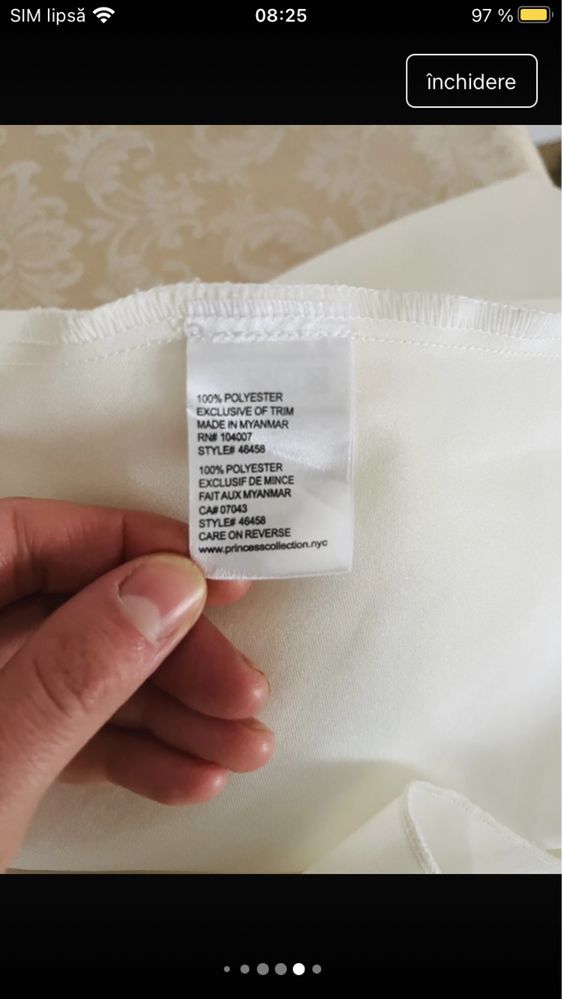 SIM lipsă 08:25 97 %
închidere
100% POLYESTER
EXCLUSIVE OF TRIM
MADE IN MYANMAR
RN# 104007
STYLE# 46458
100% POLYESTER
EXCLUSIF DE MINCE
FAIT AUX MYANMAR
CA# 07043
STYLE# 46458
CARE ON REVERSE
www.princesscollection.nyc